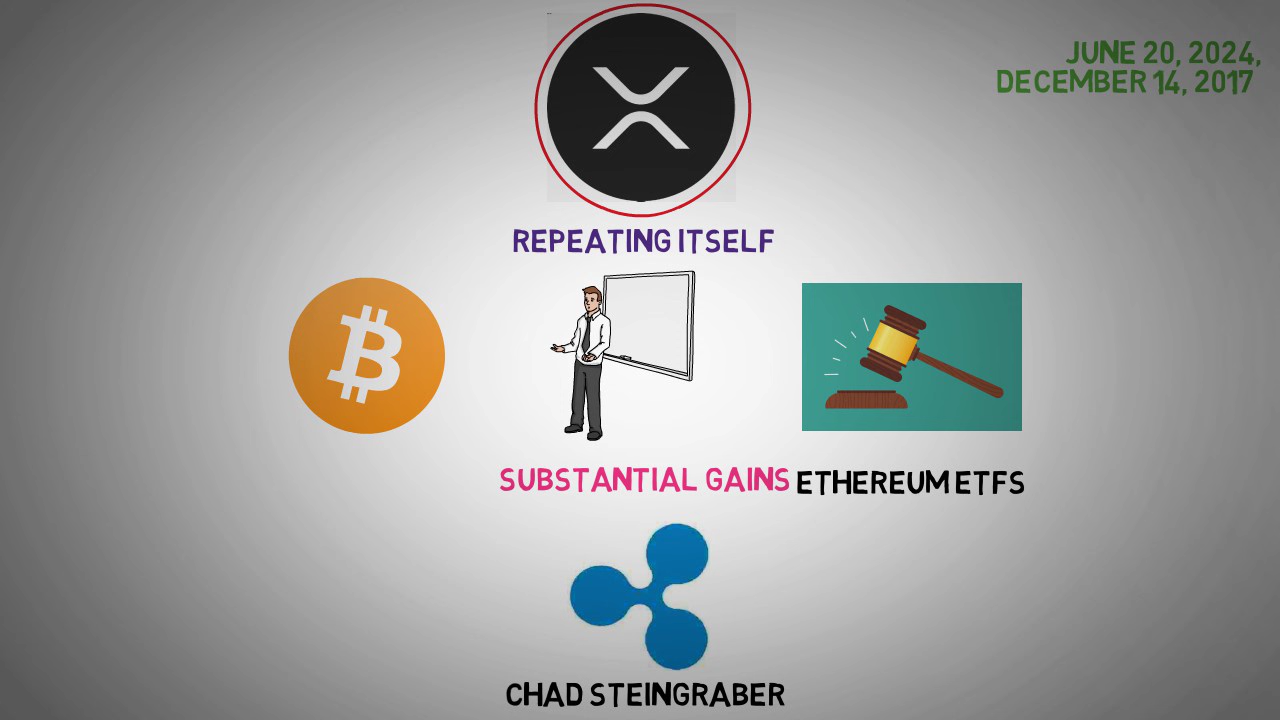 JUNE 20, 2024,
DECEMBER 14, 2017
REPEATING ITSELF
SUBSTANTIAL GAINS
ETHEREUM ETFS
CHAD STEINGRABER